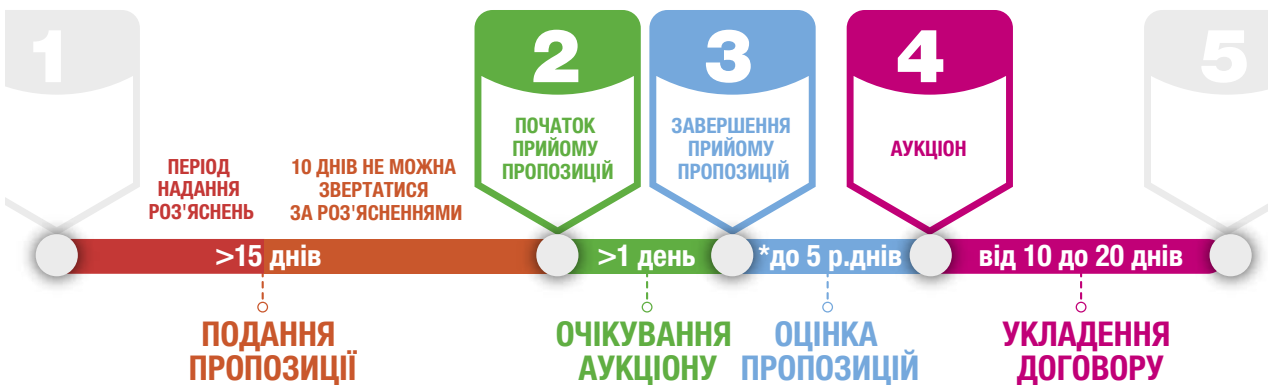 1
2
3
4
5
ПОЧАТОК
ПРИЙОМУ
ПРОПОЗИЦІЙ
ЗАВЕРШЕННЯ
ПРИЙОМУ
ПРОПОЗИЦІЙ
АУКЦІОН
ПЕРІОД
НАДАННЯ
РОЗ'ЯСНЕНЬ
10 ДНІВ НЕ МОЖНА
ЗВЕРТАТИСЯ
ЗА РОЗ'ЯСНЕННЯМИ
>15 днів
>1 день
*до 5 р.днів
від 10 до 20 днів
ПОДАННЯ
ПРОПОЗИЦІЇ
ОЧІКУВАННЯ
АУКЦІОНУ
ОЦІНКА
ПРОПОЗИЦІЙ
УКЛАДЕННЯ
ДОГОВОРУ